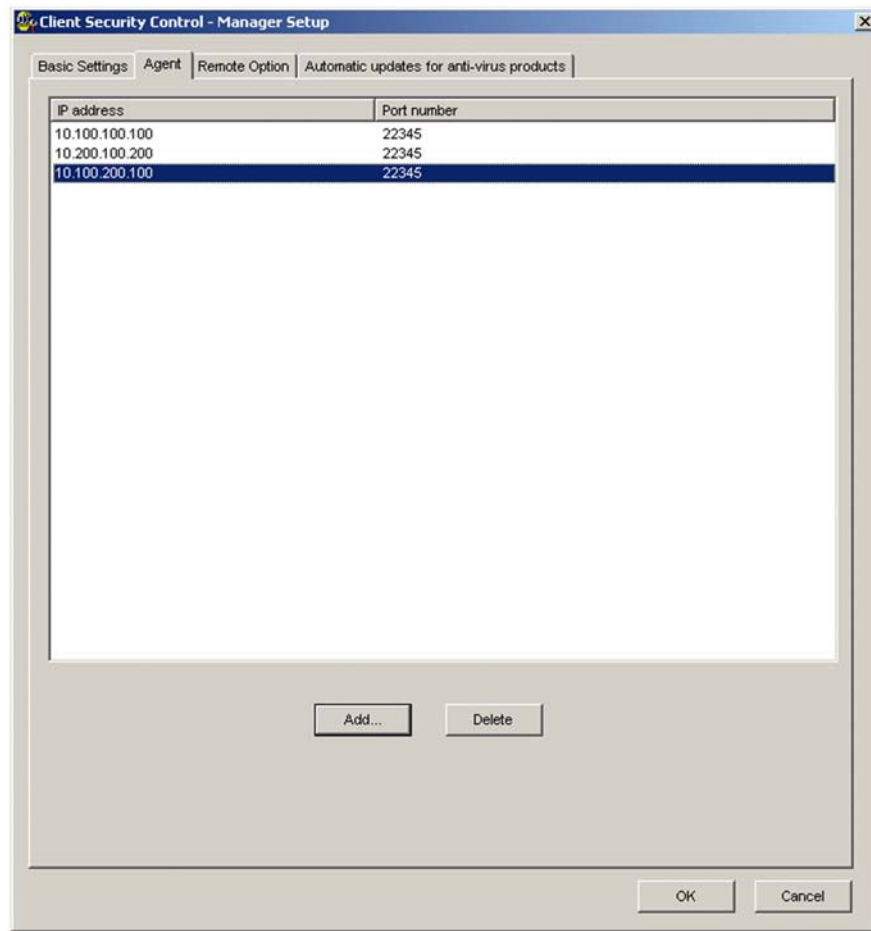 Client Security Control - Manager Setup
Basic Settings Agent Remote Option Automatic updates for anti-virus products
IP address Port number
10.100.100.100 22345
10.200.100.200 22345
10.100.200.100 22345
Add... Delete
OK Cancel